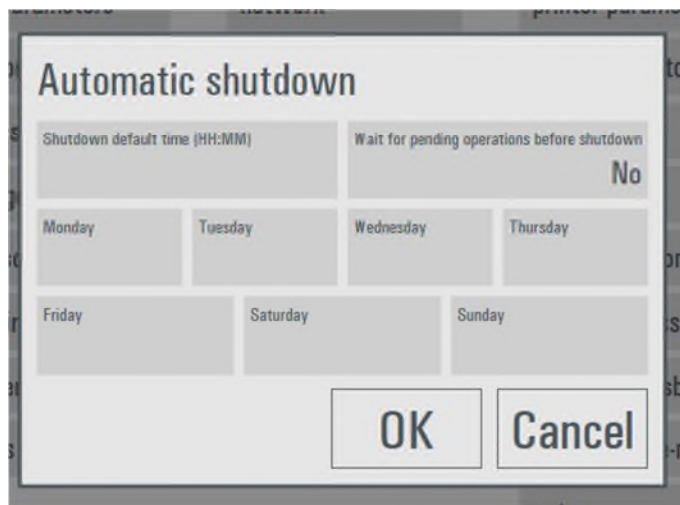 Automatic shutdown
Shutdown default time (HH:MM)
Wait for pending operations before shutdown
No
Monday
Tuesday
Wednesday
Thursday
Friday
Saturday
Sunday
OK
Cancel